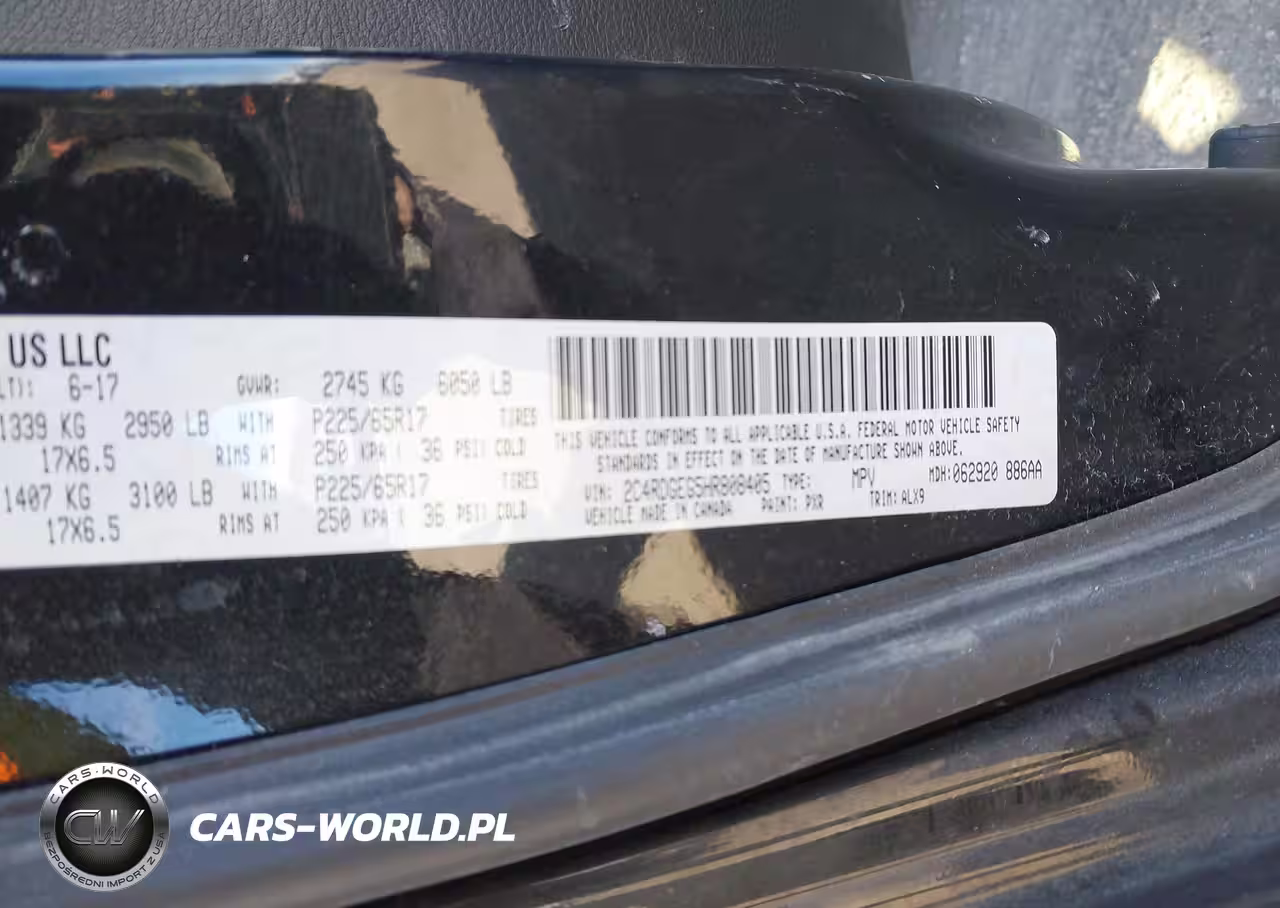 US LLC
LT): 6-17 GVWR: 2745 KG 6050 LB
1339 KG 2950 LB WITH P225/65R17 TIRES
17X6.5 RIMS AT 250 KPA ( 36 PSI) COLD
1407 KG 3100 LB WITH P225/65R17 TIRES
17X6.5 RIMS AT 250 KPA ( 36 PSI) COLD
THIS VEHICLE CONFORMS TO ALL APPLICABLE U.S.A. FEDERAL MOTOR VEHICLE SAFETY
STANDARDS IN EFFECT ON THE DATE OF MANUFACTURE SHOWN ABOVE.
VIN: 2C4RDGEG5HR808405 TYPE: MPV MDH:062920 886AA
VEHICLE MADE IN CANADA PAINT: PXR TRIM:ALX9
CARS-WORLD
CW
BEZPOŚREDNI IMPORT Z USA
CARS-WORLD.PL